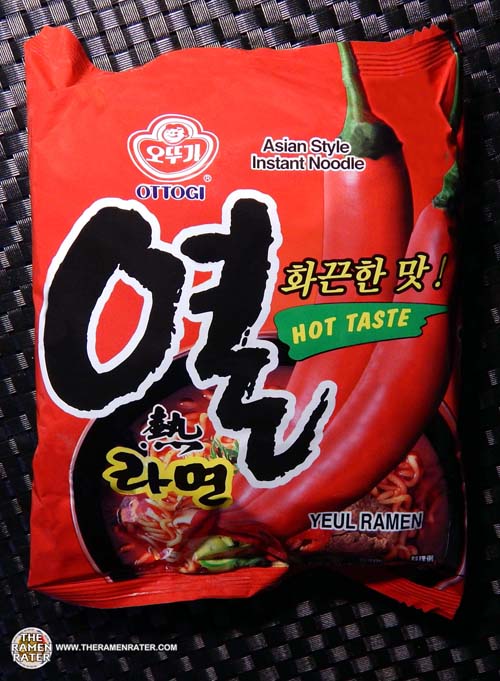 오뚜기
OTTOGI
®
Asian Style
Instant Noodle
열
화끈한 맛!
HOT TASTE
熱
라면
YEUL RAMEN
THE
RAMEN
RATER
WWW.THERAMENRATER.COM